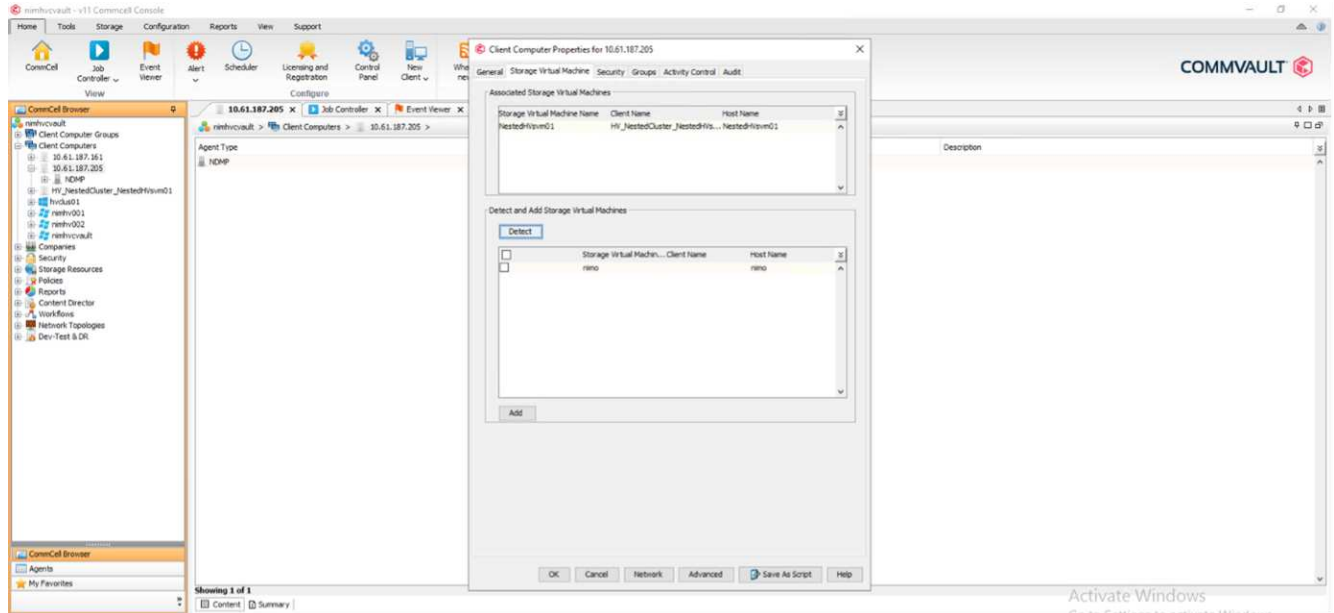 nimhvcvault - v11 Commcell Console
Home Tools Storage Configuration Reports View Support
CommCell
Job Controller
Event Viewer
Alert
Scheduler
Licensing and Registration
Control Panel
New Client
View
Configure
COMMVAULT
CommCell Browser
nimhvcvault
Client Computer Groups
Client Computers
10.61.187.161
10.61.187.205
NDMP
HV_NestedCluster_NestedHVsvm01
hvclus01
nimhv001
nimhv002
nimhvcvault
Companies
Security
Storage Resources
Policies
Reports
Content Director
Workflows
Network Topologies
Dev-Test & DR
CommCell Browser
Agents
My Favorites
10.61.187.205 Job Controller Event Viewer
nimhvcvault > Client Computers > 10.61.187.205 >
Agent Type
Description
NDMP
Showing 1 of 1
Content Summary
Client Computer Properties for 10.61.187.205
General Storage Virtual Machine Security Groups Activity Control Audit
Associated Storage Virtual Machines
Storage Virtual Machine Name Client Name Host Name
NestedHVsvm01 HV_NestedCluster_NestedHVs... NestedHVsvm01
Detect and Add Storage Virtual Machines
Detect
Storage Virtual Machin... Client Name Host Name
nimo nimo
Add
OK Cancel Network Advanced Save As Script Help
Activate Windows